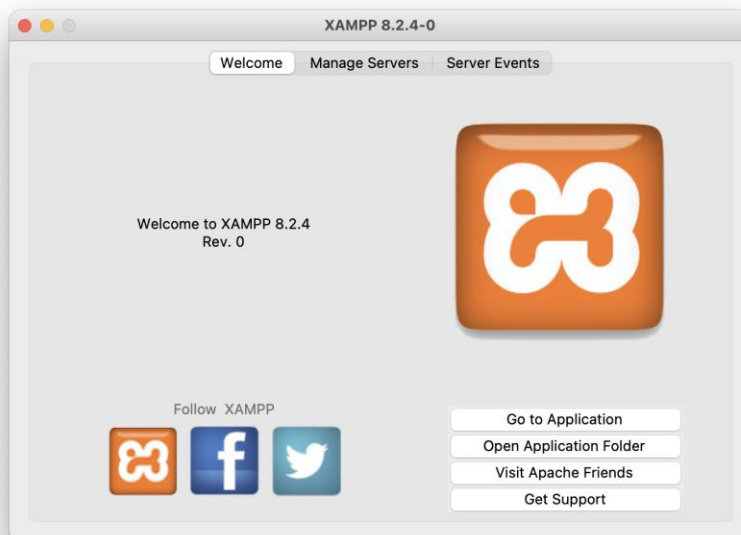 XAMPP 8.2.4-0
Welcome
Manage Servers
Server Events
Welcome to XAMPP 8.2.4
Rev. 0
Follow XAMPP
f
Go to Application
Open Application Folder
Visit Apache Friends
Get Support